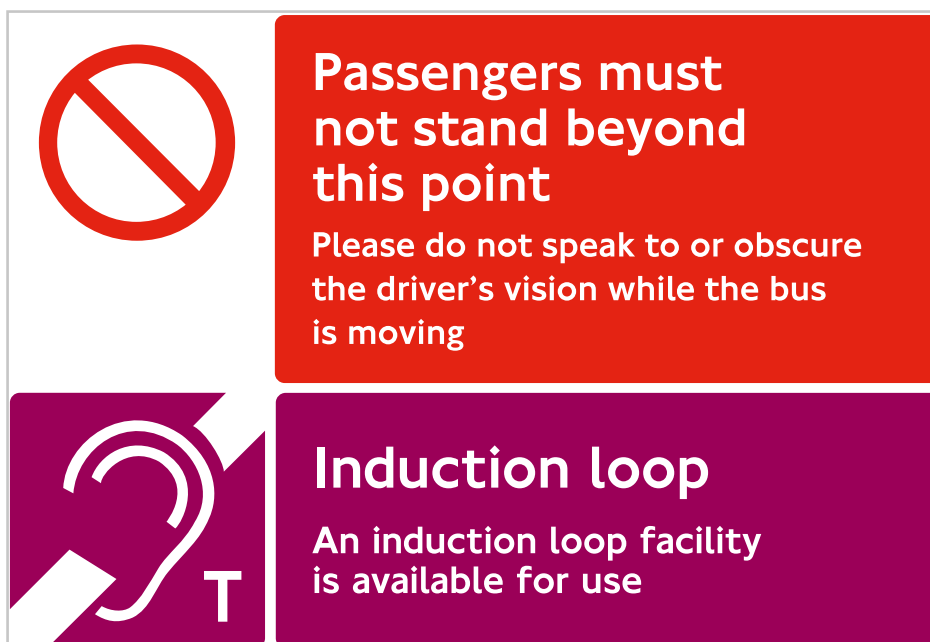 Passengers must
not stand beyond
this point
Please do not speak to or obscure
the driver’s vision while the bus
is moving
T
Induction loop
An induction loop facility
is available for use